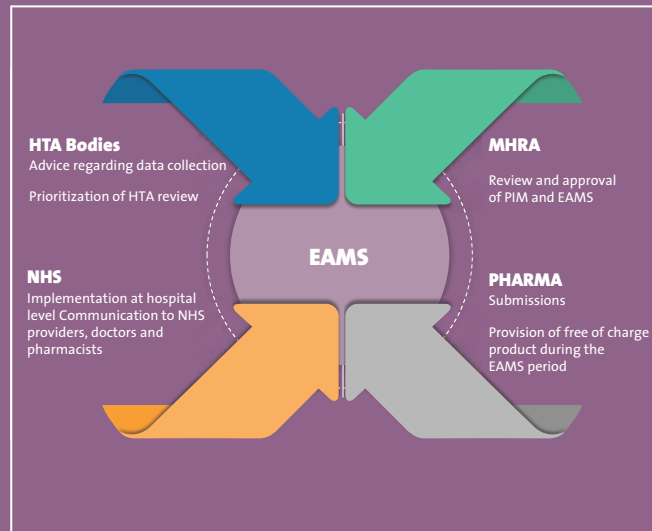 HTA Bodies
Advice regarding data collection
Prioritization of HTA review
MHRA
Review and approval
of PIM and EAMS
EAMS
NHS
Implementation at hospital
level Communication to NHS
providers, doctors and
pharmacists
PHARMA
Submissions
Provision of free of charge
product during the
EAMS period